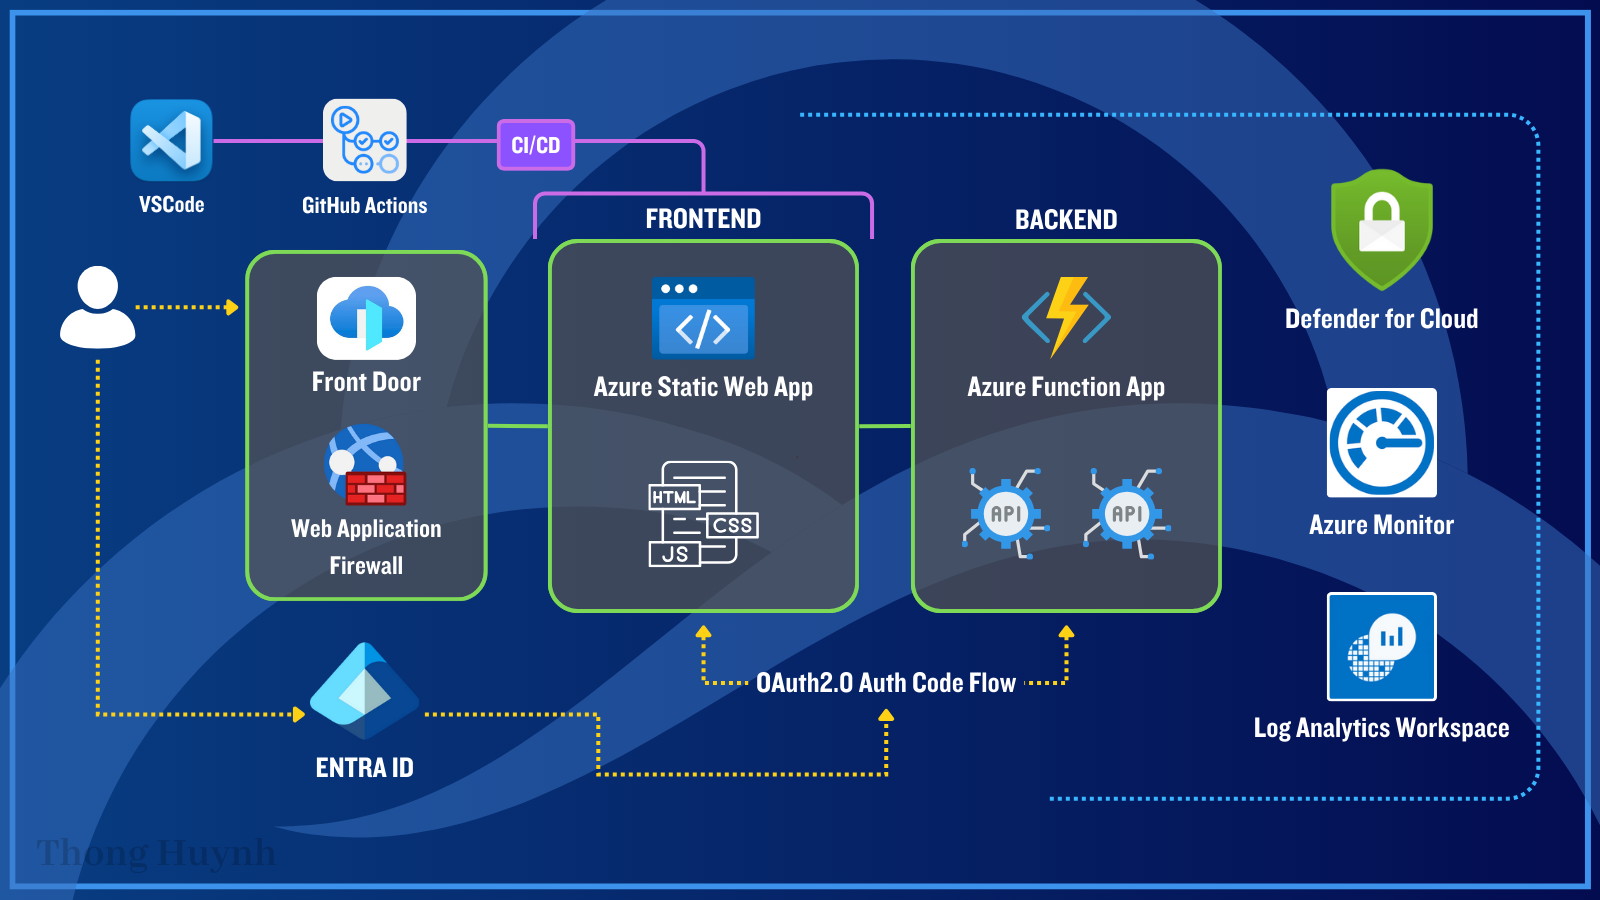 VSCode
GitHub Actions
CI/CD
FRONTEND
BACKEND
Front Door
Web Application
Firewall
Azure Static Web App
HTML
CSS
JS
Azure Function App
API
API
Defender for Cloud
Azure Monitor
Log Analytics Workspace
OAuth2.0 Auth Code Flow
ENTRA ID
Thong Huynh